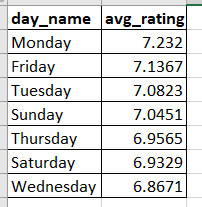 day_name avg_rating
Monday 7.232
Friday 7.1367
Tuesday 7.0823
Sunday 7.0451
Thursday 6.9565
Saturday 6.9329
Wednesday 6.8671